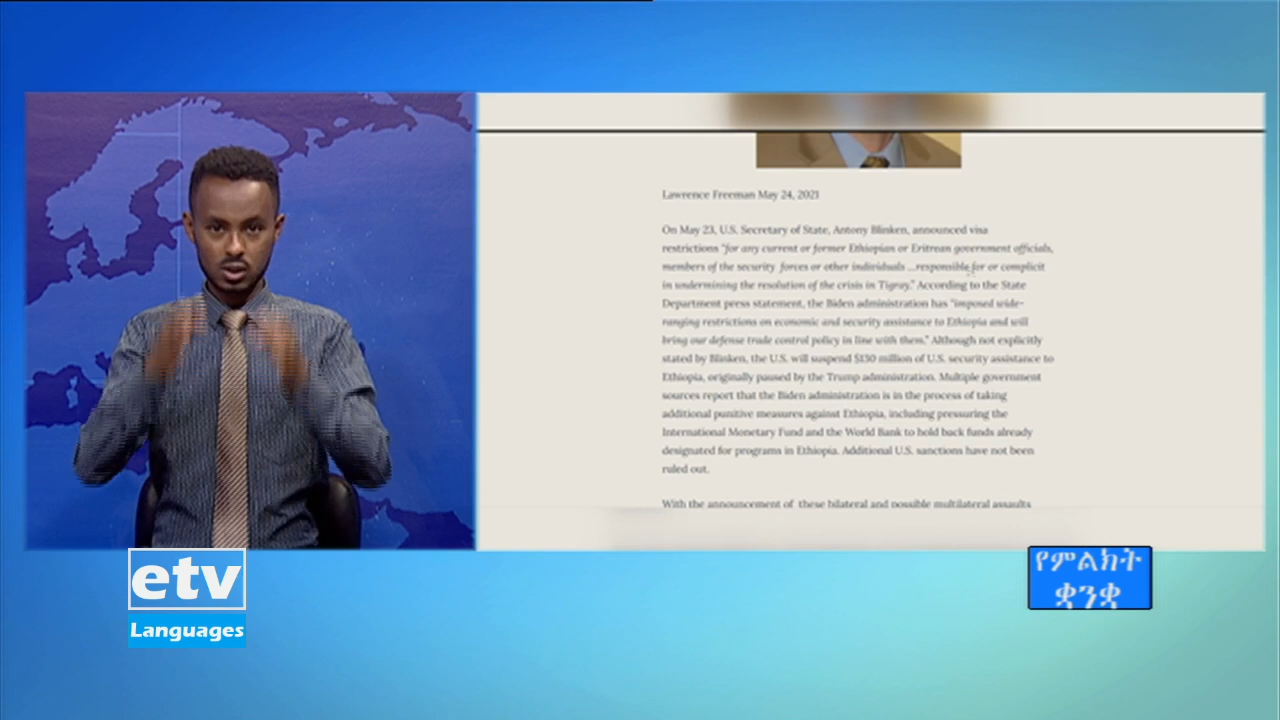 Lawrence Freeman May 24, 2021
On May 23, U.S. Secretary of State, Antony Blinken, announced visa
restrictions "for any current or former Ethiopian or Eritrean government officials,
members of the security forces or other individuals ...responsible for or complicit
in undermining the resolution of the crisis in Tigray." According to the State
Department press statement, the Biden administration has "imposed wide-
ranging restrictions on economic and security assistance to Ethiopia and will
bring our defense trade control policy in line with them." Although not explicitly
stated by Blinken, the U.S. will suspend $130 million of U.S. security assistance to
Ethiopia, originally paused by the Trump administration. Multiple government
sources report that the Biden administration is in the process of taking
additional punitive measures against Ethiopia, including pressuring the
International Monetary Fund and the World Bank to hold back funds already
designated for programs in Ethiopia. Additional U.S. sanctions have not been
ruled out.
With the announcement of these bilateral and possible multilateral assaults
etv
Languages
የምልክት
ቋንቋ